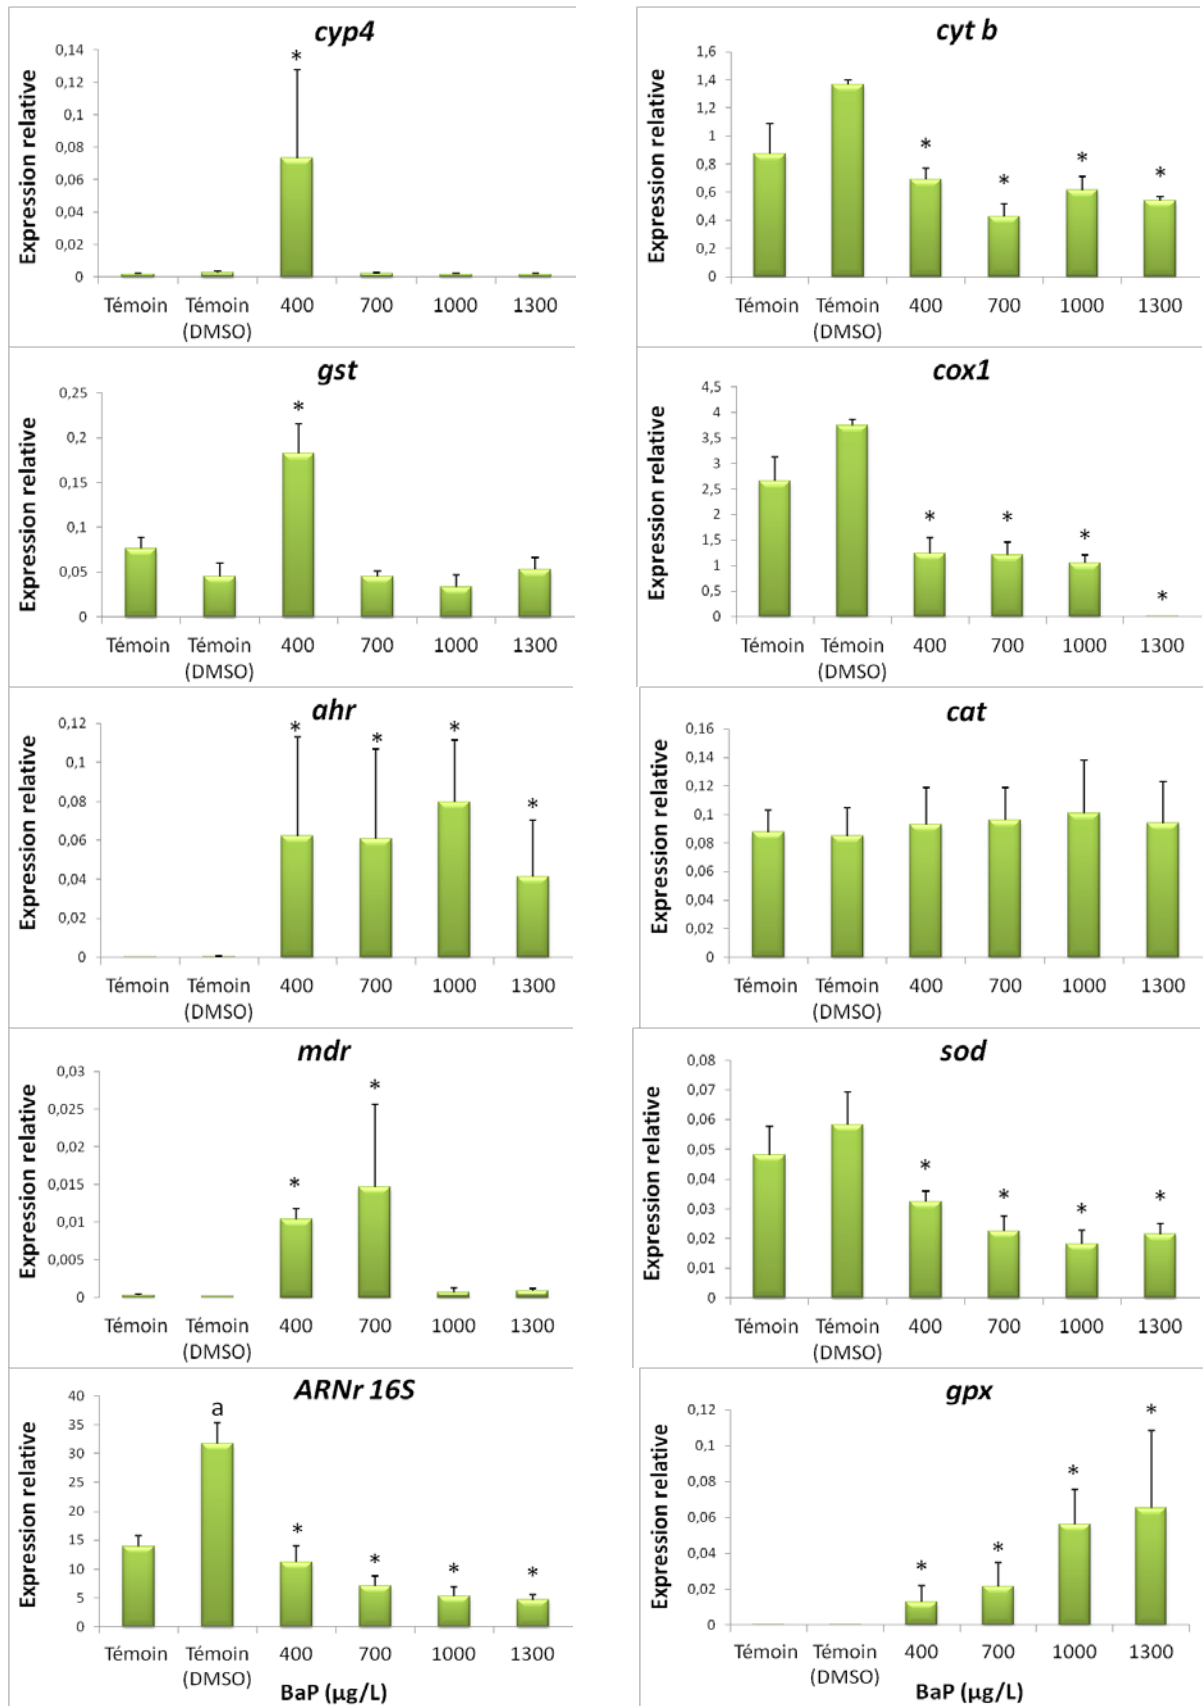 cyp4
Expression relative
0,14
0,12
0,1
0,08
0,06
0,04
0,02
0
*
Témoin Témoin 400 700 1000 1300
(DMSO)
cyt b
Expression relative
1,6
1,4
1,2
1
0,8
0,6
0,4
0,2
0
* * * *
Témoin Témoin 400 700 1000 1300
(DMSO)
gst
Expression relative
0,25
0,2
0,15
0,1
0,05
0
*
Témoin Témoin 400 700 1000 1300
(DMSO)
cox1
Expression relative
4,5
4
3,5
3
2,5
2
1,5
1
0,5
0
* * * *
Témoin Témoin 400 700 1000 1300
(DMSO)
ahr
Expression relative
0,12
0,1
0,08
0,06
0,04
0,02
0
* * * *
Témoin Témoin 400 700 1000 1300
(DMSO)
cat
Expression relative
0,16
0,14
0,12
0,1
0,08
0,06
0,04
0,02
0
Témoin Témoin 400 700 1000 1300
(DMSO)
mdr
Expression relative
0,03
0,025
0,02
0,015
0,01
0,005
0
* *
Témoin Témoin 400 700 1000 1300
(DMSO)
sod
Expression relative
0,08
0,07
0,06
0,05
0,04
0,03
0,02
0,01
0
* * * *
Témoin Témoin 400 700 1000 1300
(DMSO)
ARNr 16S
Expression relative
40
35
30
25
20
15
10
5
0
a * * * *
Témoin Témoin 400 700 1000 1300
(DMSO)
BaP (µg/L)
gpx
Expression relative
0,12
0,1
0,08
0,06
0,04
0,02
0
* * * *
Témoin Témoin 400 700 1000 1300
(DMSO)
BaP (µg/L)